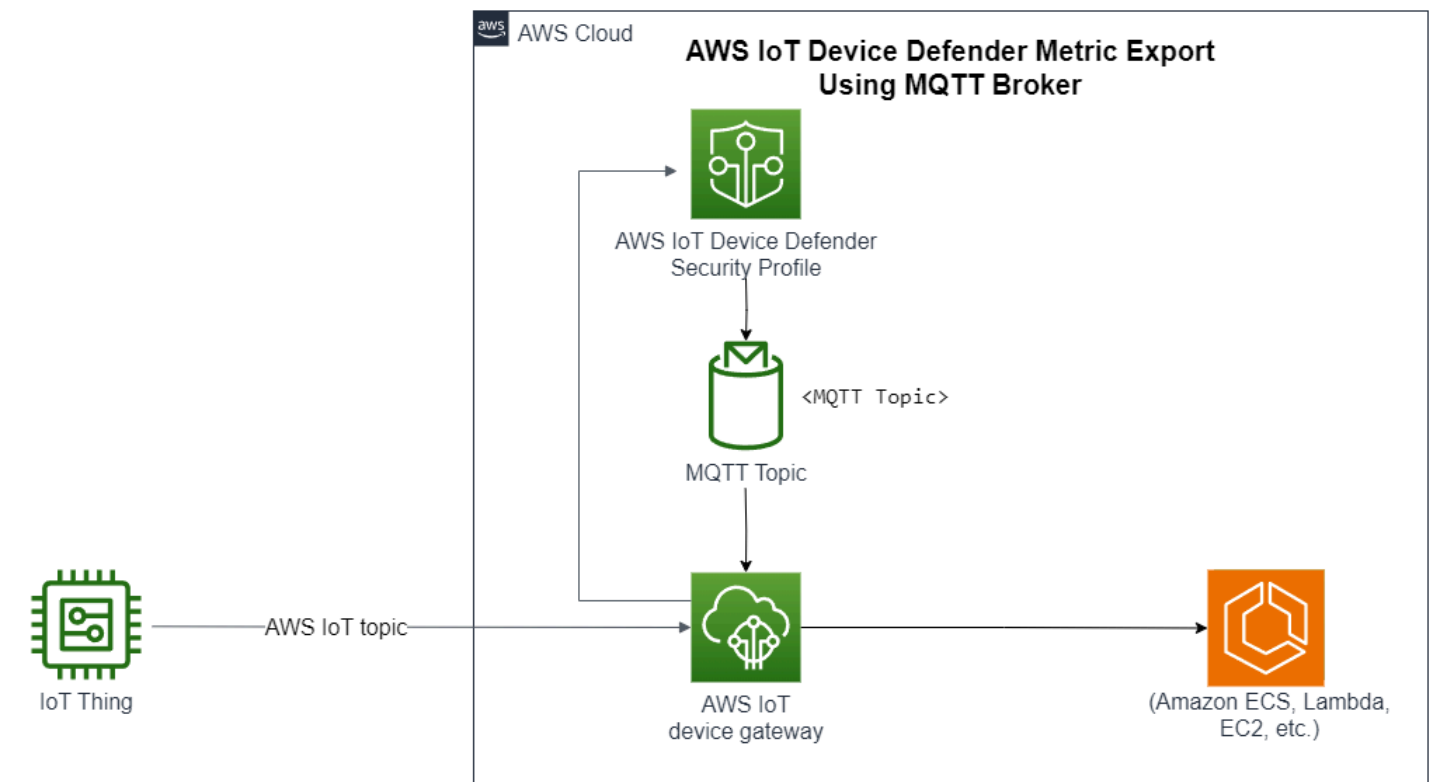 aws
AWS Cloud
AWS IoT Device Defender Metric Export
Using MQTT Broker
AWS IoT Device Defender
Security Profile
<MQTT Topic>
MQTT Topic
AWS IoT topic
IoT Thing
AWS IoT
device gateway
(Amazon ECS, Lambda,
EC2, etc.)